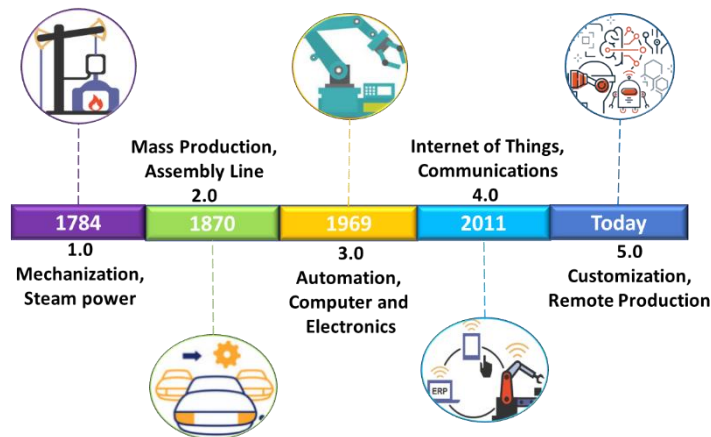 Mass Production,
Assembly Line
2.0
Internet of Things,
Communications
4.0
1784
1870
1969
2011
Today
1.0
Mechanization,
Steam power
3.0
Automation,
Computer and
Electronics
5.0
Customization,
Remote Production
ERP